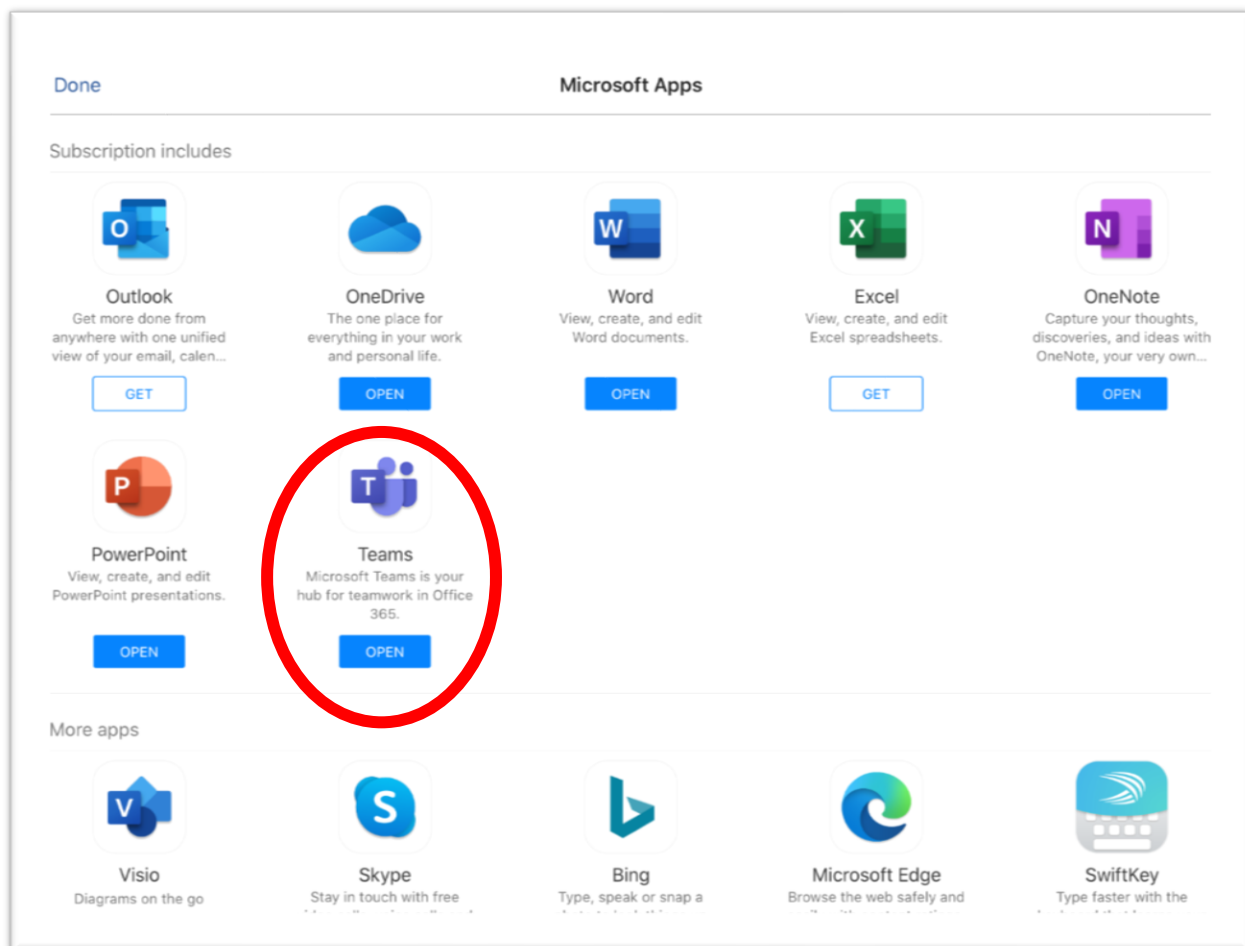 Done
Microsoft Apps
Subscription includes
O
W
X
N
Outlook
Get more done from
anywhere with one unified
view of your email, calen...
GET
OneDrive
The one place for
everything in your work
and personal life.
OPEN
Word
View, create, and edit
Word documents.
OPEN
Excel
View, create, and edit
Excel spreadsheets.
GET
OneNote
Capture your thoughts,
discoveries, and ideas with
OneNote, your very own...
OPEN
P
PowerPoint
View, create, and edit
PowerPoint presentations.
OPEN
T
Teams
Microsoft Teams is your
hub for teamwork in Office
365.
OPEN
More apps
V
Visio
Diagrams on the go
S
Skype
Stay in touch with free
Bing
Type, speak or snap a
Microsoft Edge
Browse the web safely and
SwiftKey
Type faster with the